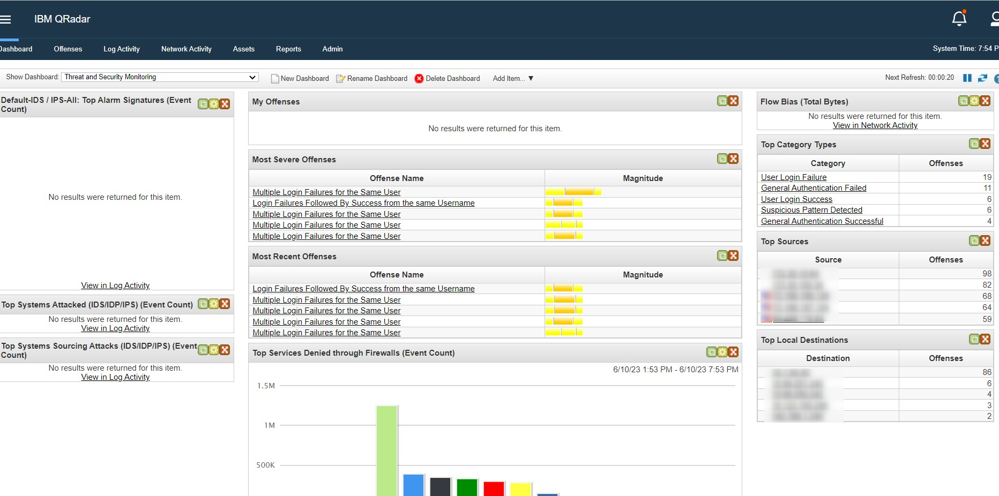 IBM QRadar
Dashboard Offenses Log Activity Network Activity Assets Reports Admin
System Time: 7:54 P
Show Dashboard: Threat and Security Monitoring New Dashboard Rename Dashboard Delete Dashboard Add Item... ▼
Next Refresh: 00:00:20
Default-IDS / IPS-All: Top Alarm Signatures (Event
Count)
No results were returned for this item.
View in Log Activity
Top Systems Attacked (IDS/IDP/IPS) (Event Count)
No results were returned for this item.
View in Log Activity
Top Systems Sourcing Attacks (IDS/IDP/IPS) (Event
Count)
No results were returned for this item.
View in Log Activity
My Offenses
No results were returned for this item.
Most Severe Offenses
Offense Name Magnitude
Multiple Login Failures for the Same User
Login Failures Followed By Success from the same Username
Multiple Login Failures for the Same User
Multiple Login Failures for the Same User
Multiple Login Failures for the Same User
Most Recent Offenses
Offense Name Magnitude
Login Failures Followed By Success from the same Username
Multiple Login Failures for the Same User
Multiple Login Failures for the Same User
Multiple Login Failures for the Same User
Multiple Login Failures for the Same User
Top Services Denied through Firewalls (Event Count)
6/10/23 1:53 PM - 6/10/23 7:53 PM
1.5M
1M
500K
Flow Bias (Total Bytes)
No results were returned for this item.
View in Network Activity
Top Category Types
Category Offenses
User Login Failure 19
General Authentication Failed 11
User Login Success 6
Suspicious Pattern Detected 6
General Authentication Successful 4
Top Sources
Source Offenses
98
82
68
64
59
Top Local Destinations
Destination Offenses
86
6
4
3
2